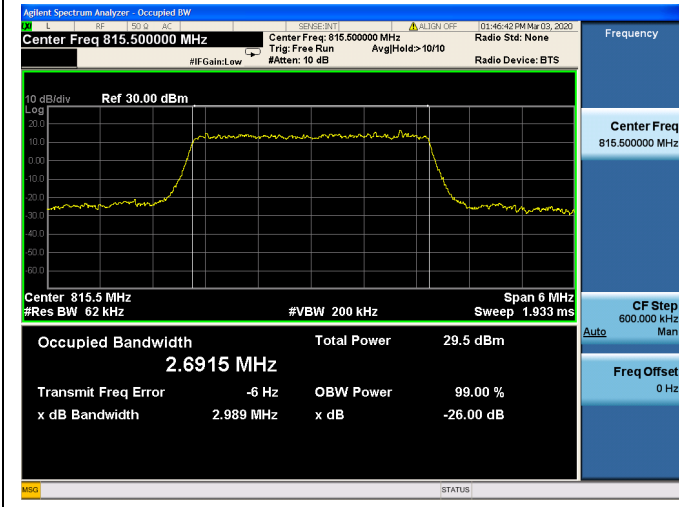 Agilent Spectrum Analyzer - Occupied BW
L RF 50 Ω AC SENSE:INT ALIGN OFF 01:46:42 PM Mar 03, 2020
Center Freq 815.500000 MHz
Center Freq: 815.500000 MHz
Radio Std: None
Trig: Free Run Avg|Hold:>10/10
#IFGain:Low #Atten: 10 dB Radio Device: BTS
Frequency
10 dB/div Ref 30.00 dBm
Log
20.0
10.0
0.00
-10.0
-20.0
-30.0
-40.0
-50.0
-60.0
Center 815.5 MHz Span 6 MHz
#Res BW 62 kHz #VBW 200 kHz Sweep 1.933 ms
Occupied Bandwidth Total Power 29.5 dBm
2.6915 MHz
Transmit Freq Error -6 Hz OBW Power 99.00 %
x dB Bandwidth 2.989 MHz x dB -26.00 dB
Center Freq
815.500000 MHz
CF Step
600.000 kHz
Auto Man
Freq Offset
0 Hz
MSG STATUS